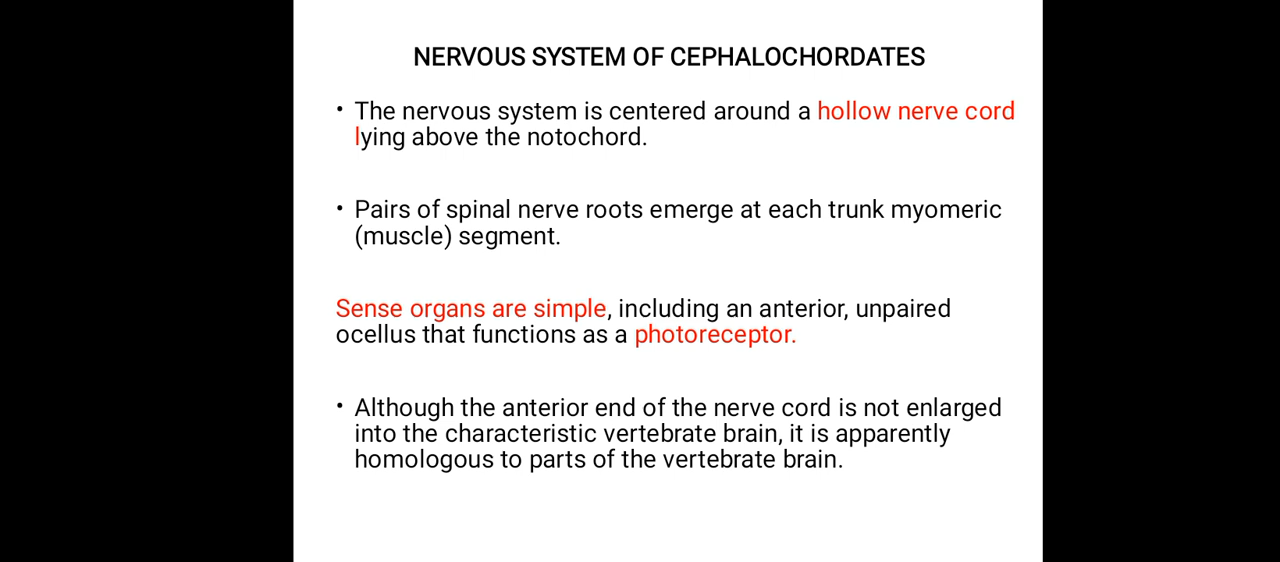 NERVOUS SYSTEM OF CEPHALOCHORDATES
• The nervous system is centered around a hollow nerve cord
lying above the notochord.
• Pairs of spinal nerve roots emerge at each trunk myomeric
(muscle) segment.
Sense organs are simple, including an anterior, unpaired
ocellus that functions as a photoreceptor.
• Although the anterior end of the nerve cord is not enlarged
into the characteristic vertebrate brain, it is apparently
homologous to parts of the vertebrate brain.